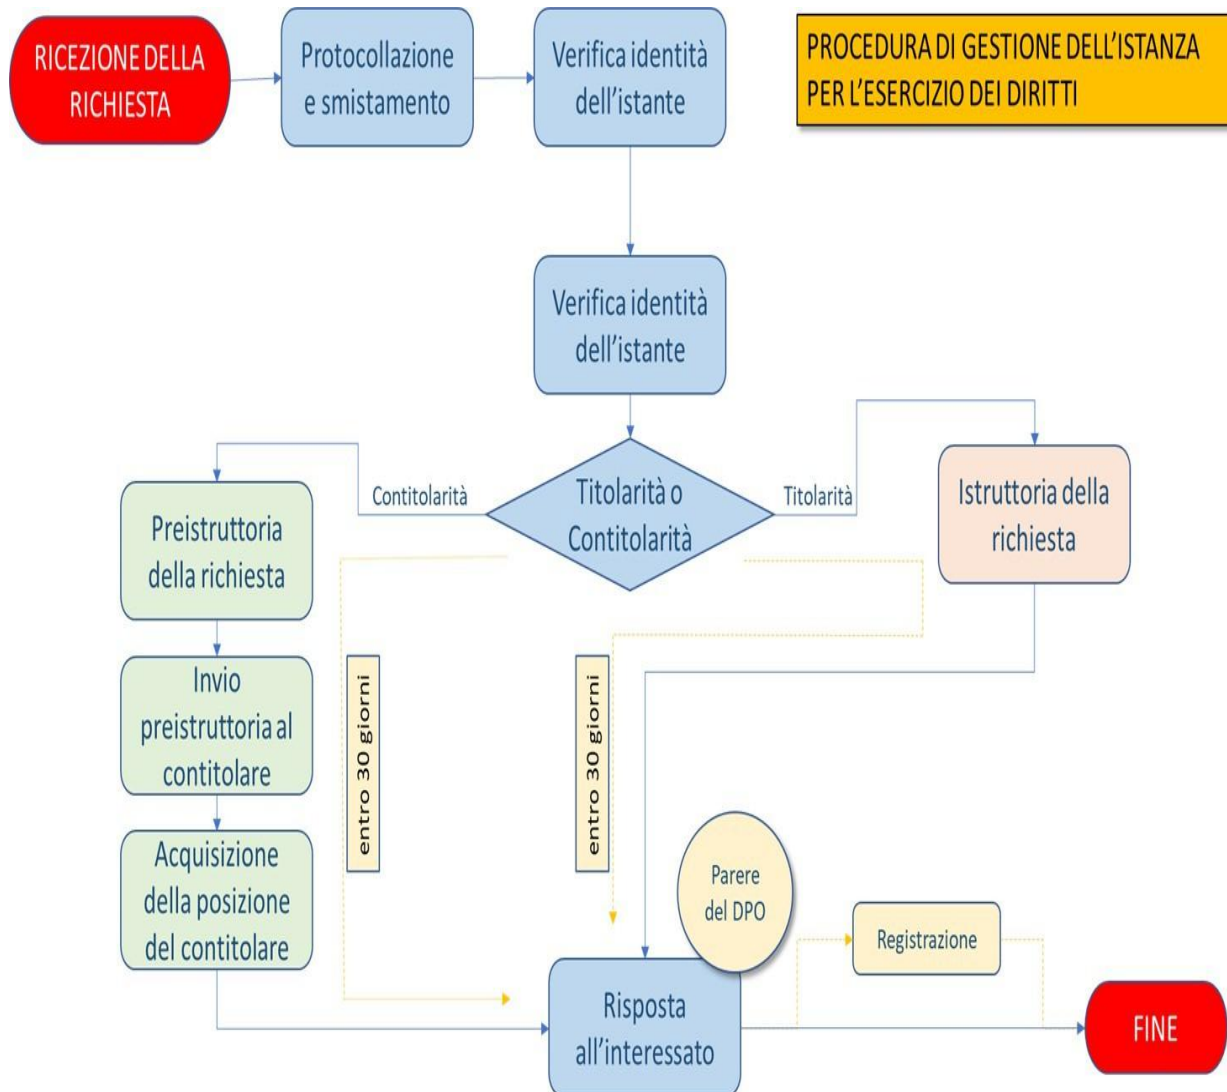 RICEZIONE DELLA
RICHIESTA
Protocollazione
e smistamento
Verifica identità
dell'istante
PROCEDURA DI GESTIONE DELL'ISTANZA
PER L'ESERCIZIO DEI DIRITTI
Verifica identità
dell'istante
Contitolarità
Titolarità o
Contitolarità
Titolarità
Istruttoria della
richiesta
Preistruttoria
della richiesta
Invio
preistruttoria al
contitolare
entro 30 giorni
entro 30 giorni
Acquisizione
della posizione
del contitolare
Parere
del DPO
Registrazione
Risposta
all'interessato
FINE